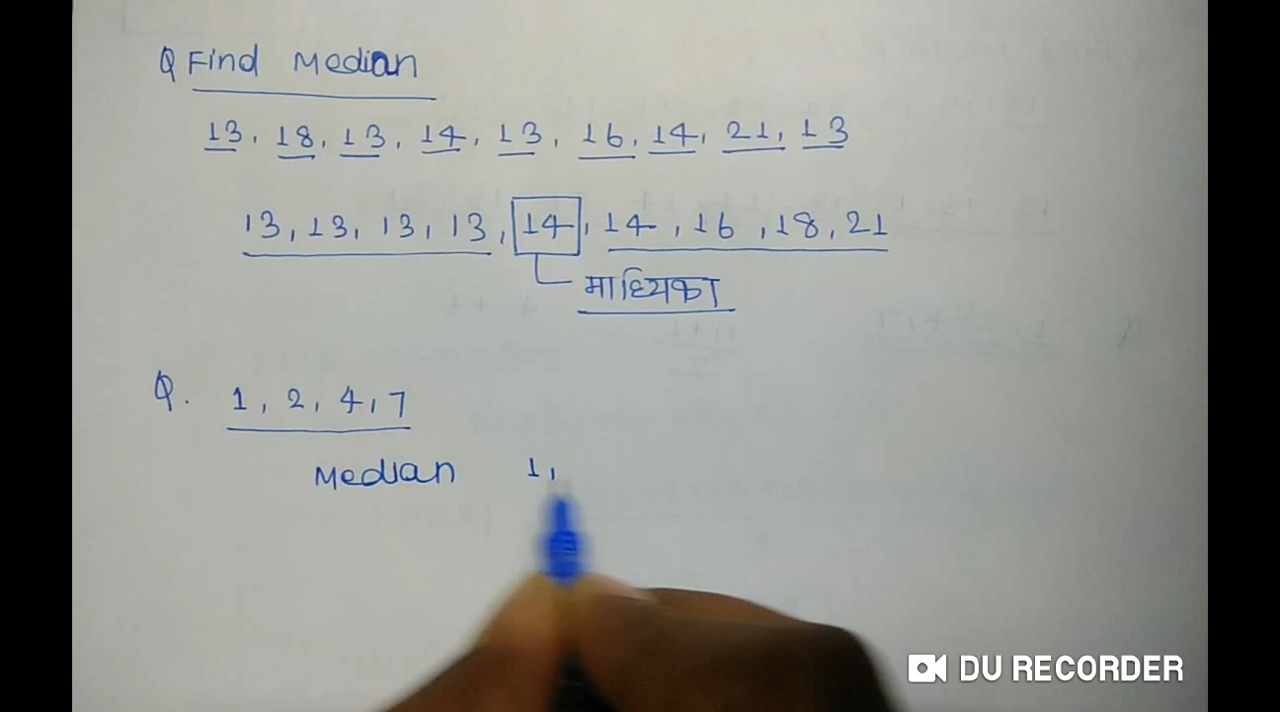 Q Find Median
13, 18, 13, 14, 13, 16, 14, 21, 13
13, 13, 13, 13, 14, 14, 16, 18, 21
माध्यिका
Q. 1, 2, 4, 7
Median 1,
DU RECORDER